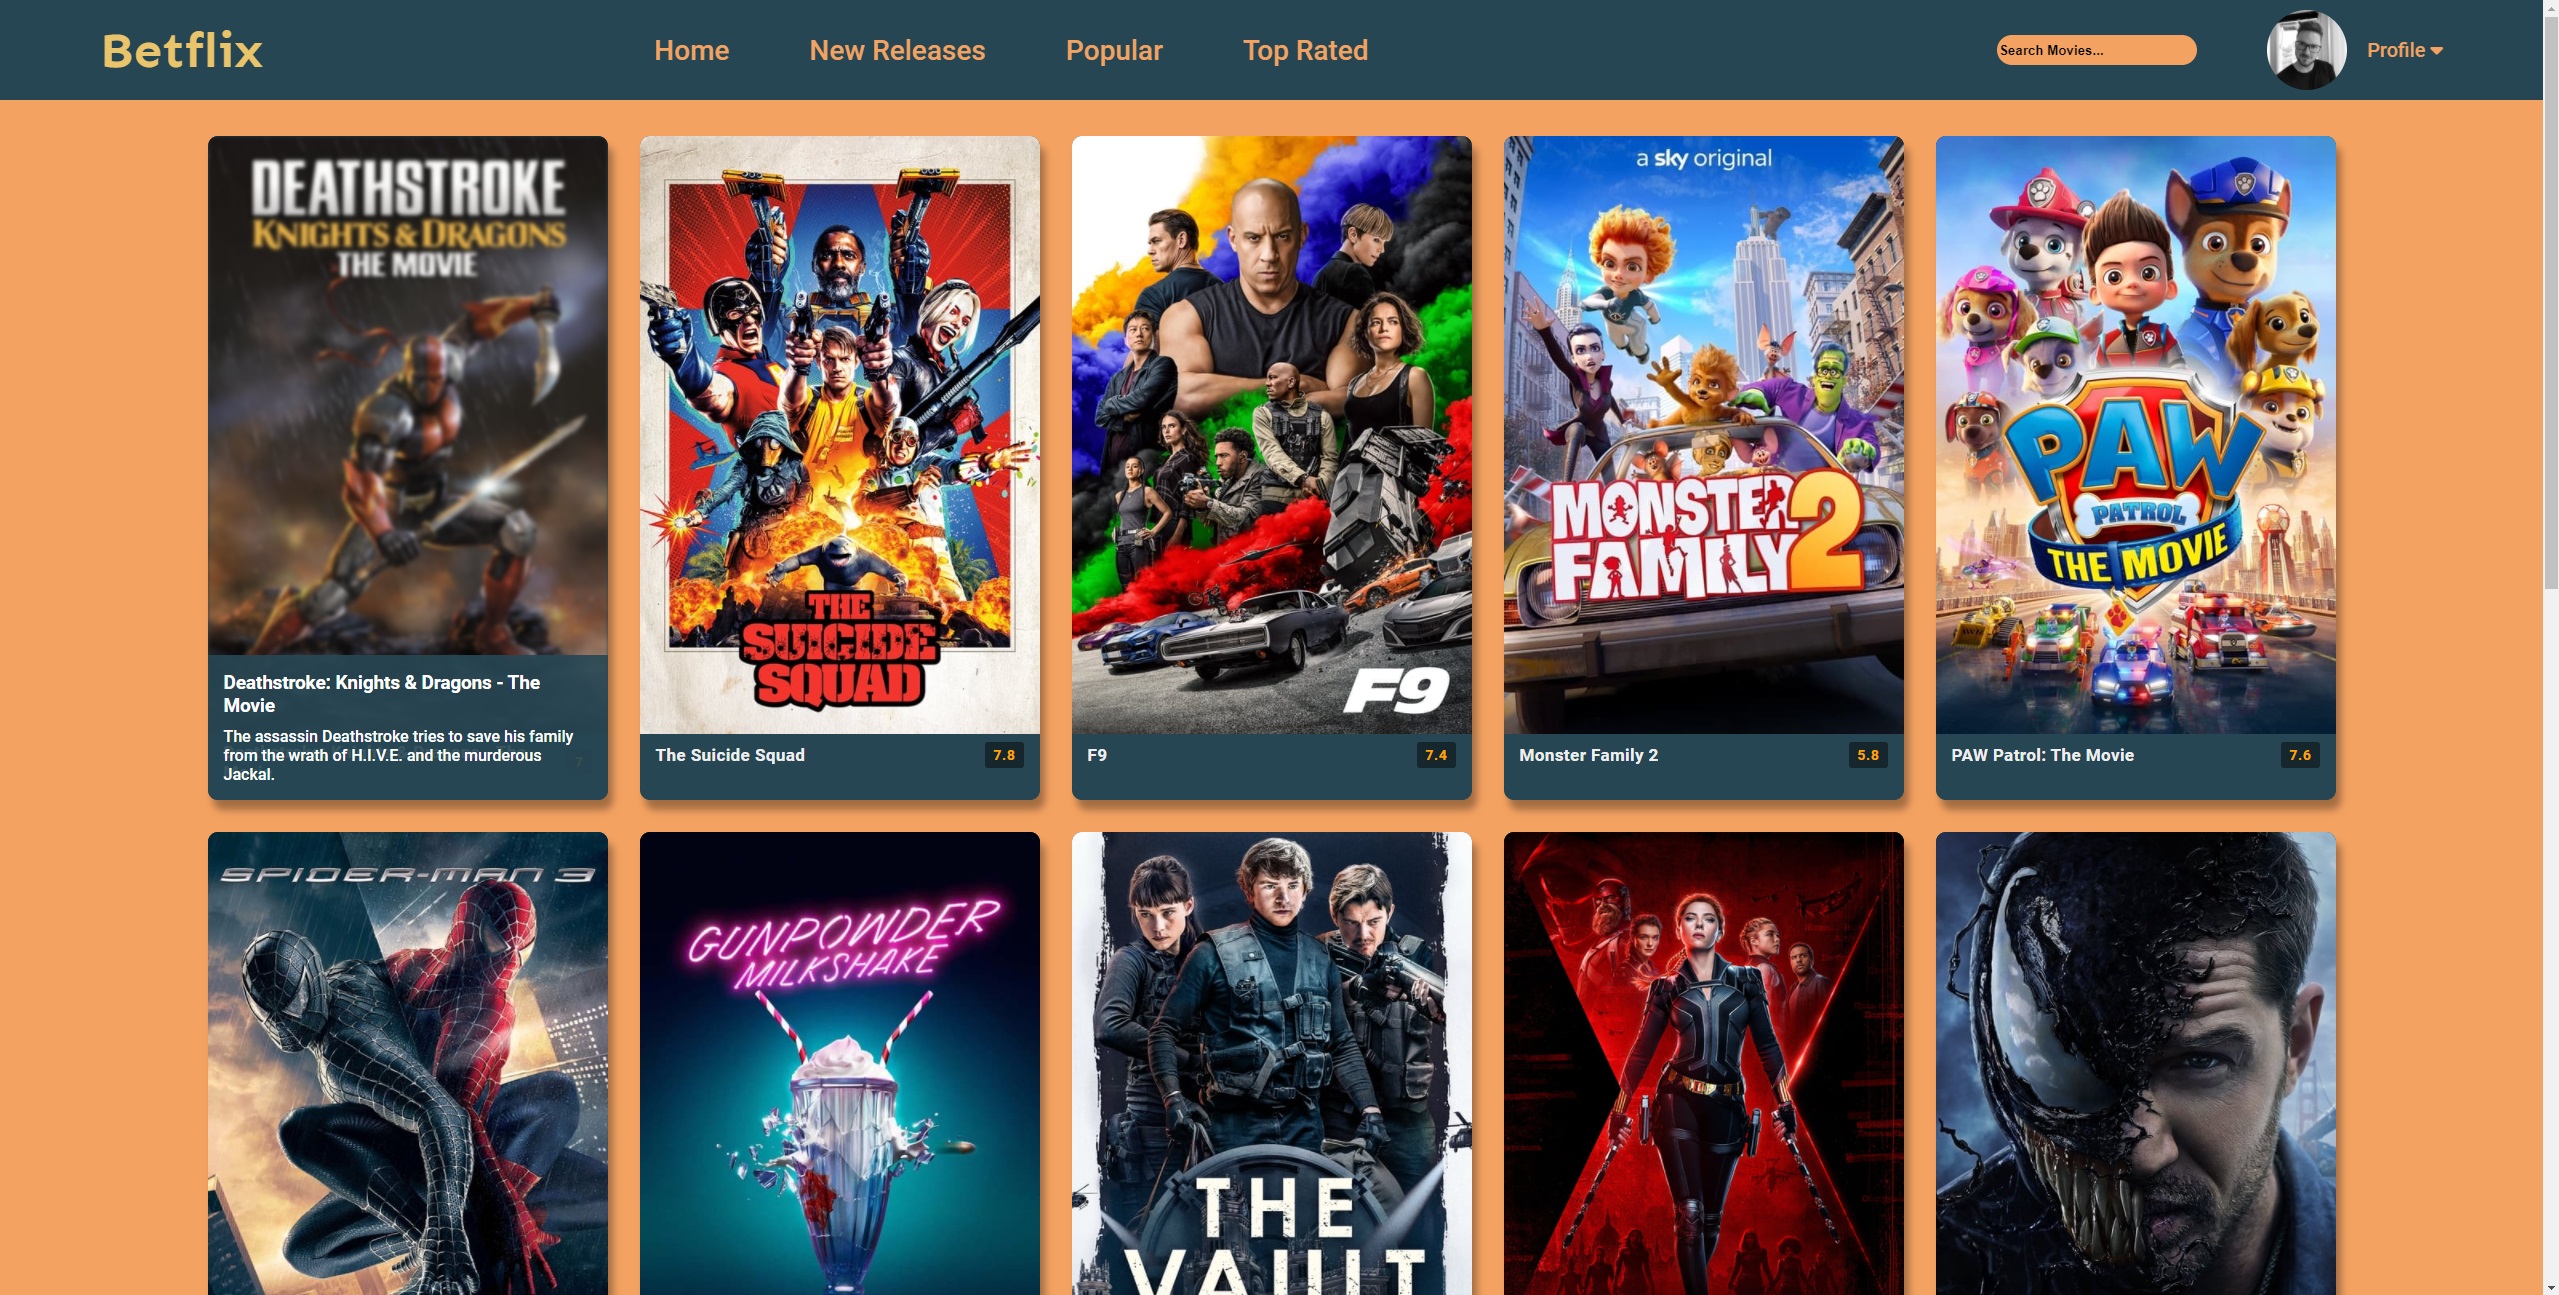 Betflix
Home
New Releases
Popular
Top Rated
Search Movies...
Profile
DEATHSTROKE
KNIGHTS & DRAGONS
THE MOVIE
Deathstroke: Knights & Dragons - The
Movie
The assassin Deathstroke tries to save his family
from the wrath of H.I.V.E. and the murderous
Jackal.
7
THE
SUICIDE
SQUAD
The Suicide Squad
7.8
F9
F9
7.4
a sky original
MONSTER
FAMILY 2
Monster Family 2
5.8
PAW
PATROL
THE MOVIE
PAW Patrol: The Movie
7.6
SPIDER-MAN 3
GUNPOWDER
MILKSHAKE
THE
VAULT